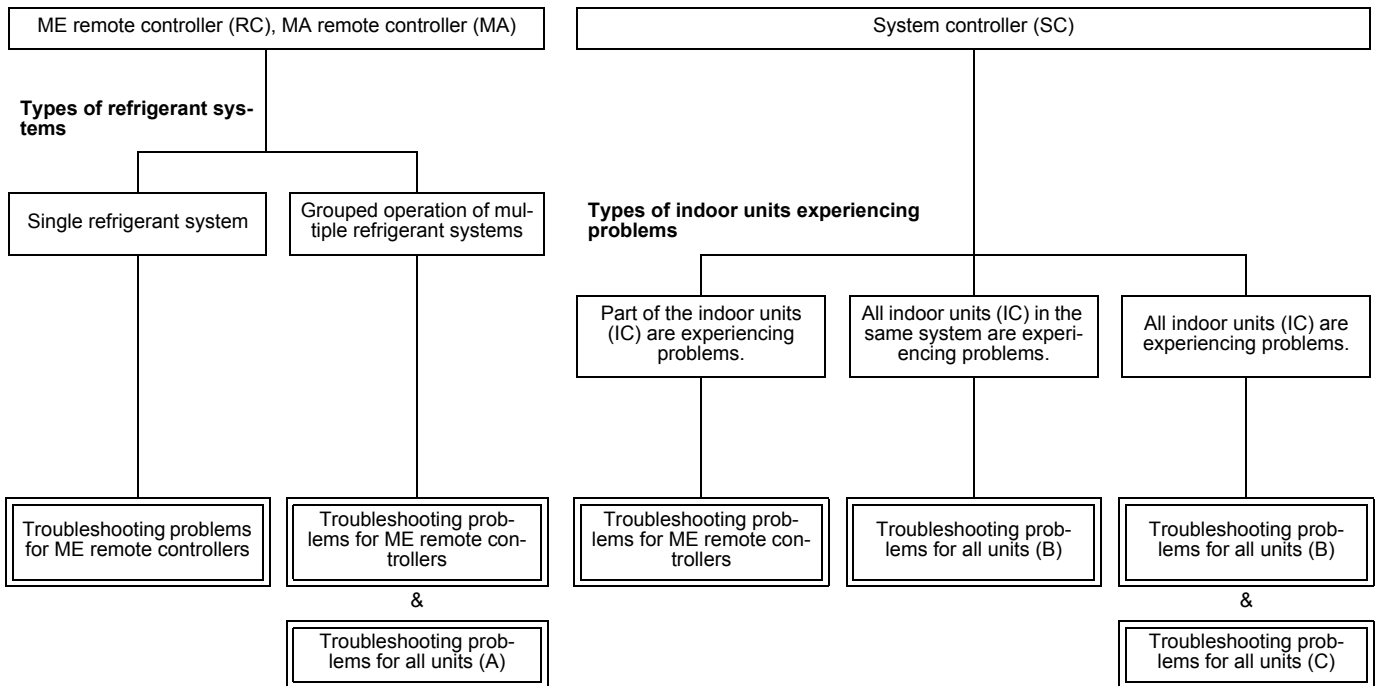 ME remote controller (RC), MA remote controller (MA)
System controller (SC)
Types of refrigerant sys-
tems
Single refrigerant system
Grouped operation of mul-
tiple refrigerant systems
Types of indoor units experiencing
problems
Part of the indoor units
(IC) are experiencing
problems.
All indoor units (IC) in the
same system are experi-
encing problems.
All indoor units (IC) are
experiencing problems.
Troubleshooting problems
for ME remote controllers
Troubleshooting prob-
lems for ME remote con-
trollers
&
Troubleshooting prob-
lems for all units (A)
Troubleshooting prob-
lems for ME remote con-
trollers
Troubleshooting prob-
lems for all units (B)
Troubleshooting prob-
lems for all units (B)
&
Troubleshooting prob-
lems for all units (C)